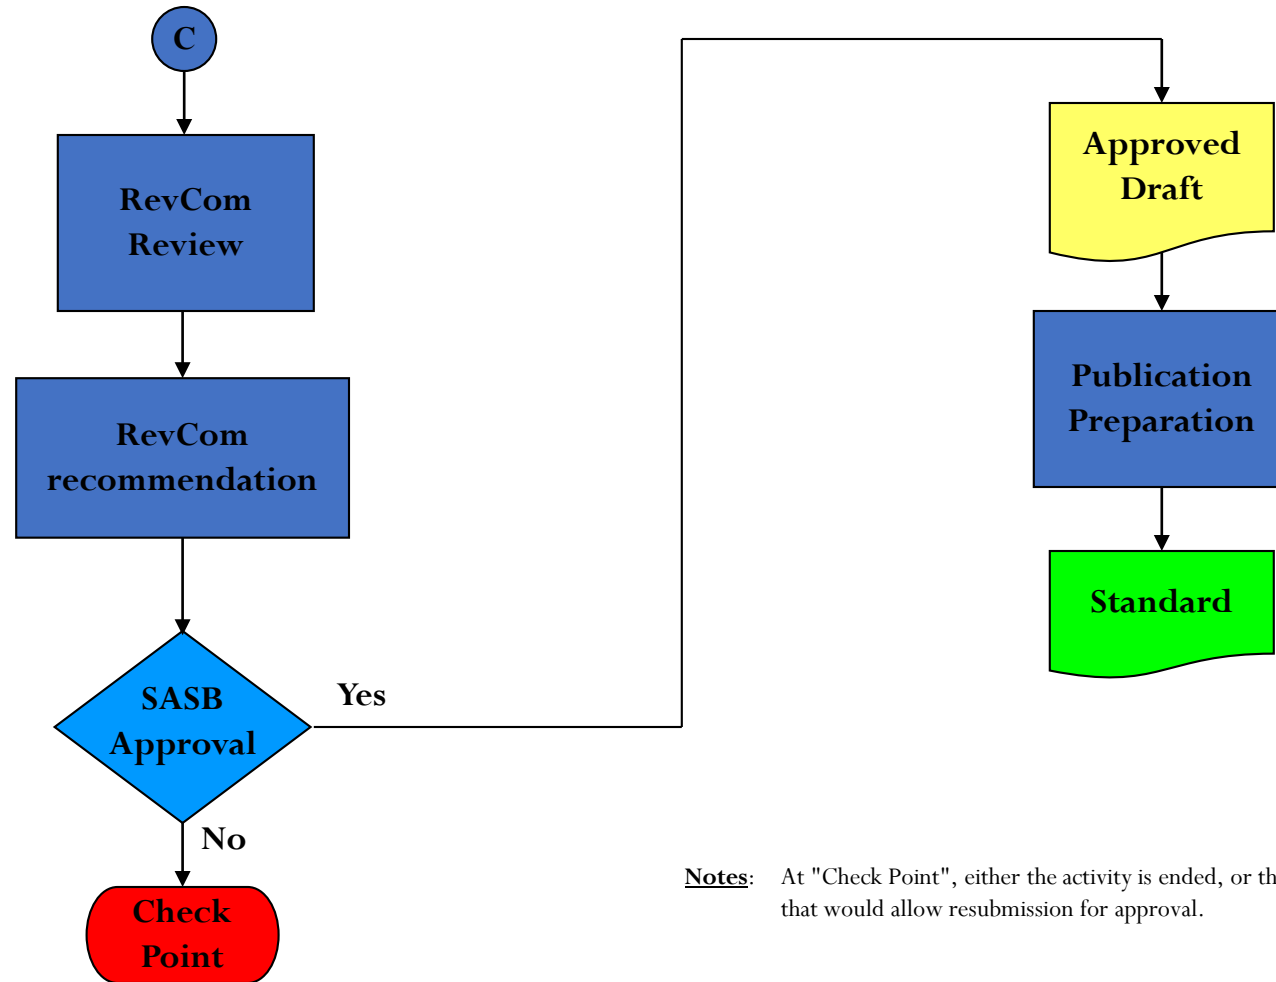 C
RevCom
Review
RevCom
recommendation
SASB
Approval
Yes
No
Check
Point
Approved
Draft
Publication
Preparation
Standard
Notes: At "Check Point", either the activity is ended, or th
that would allow resubmission for approval.